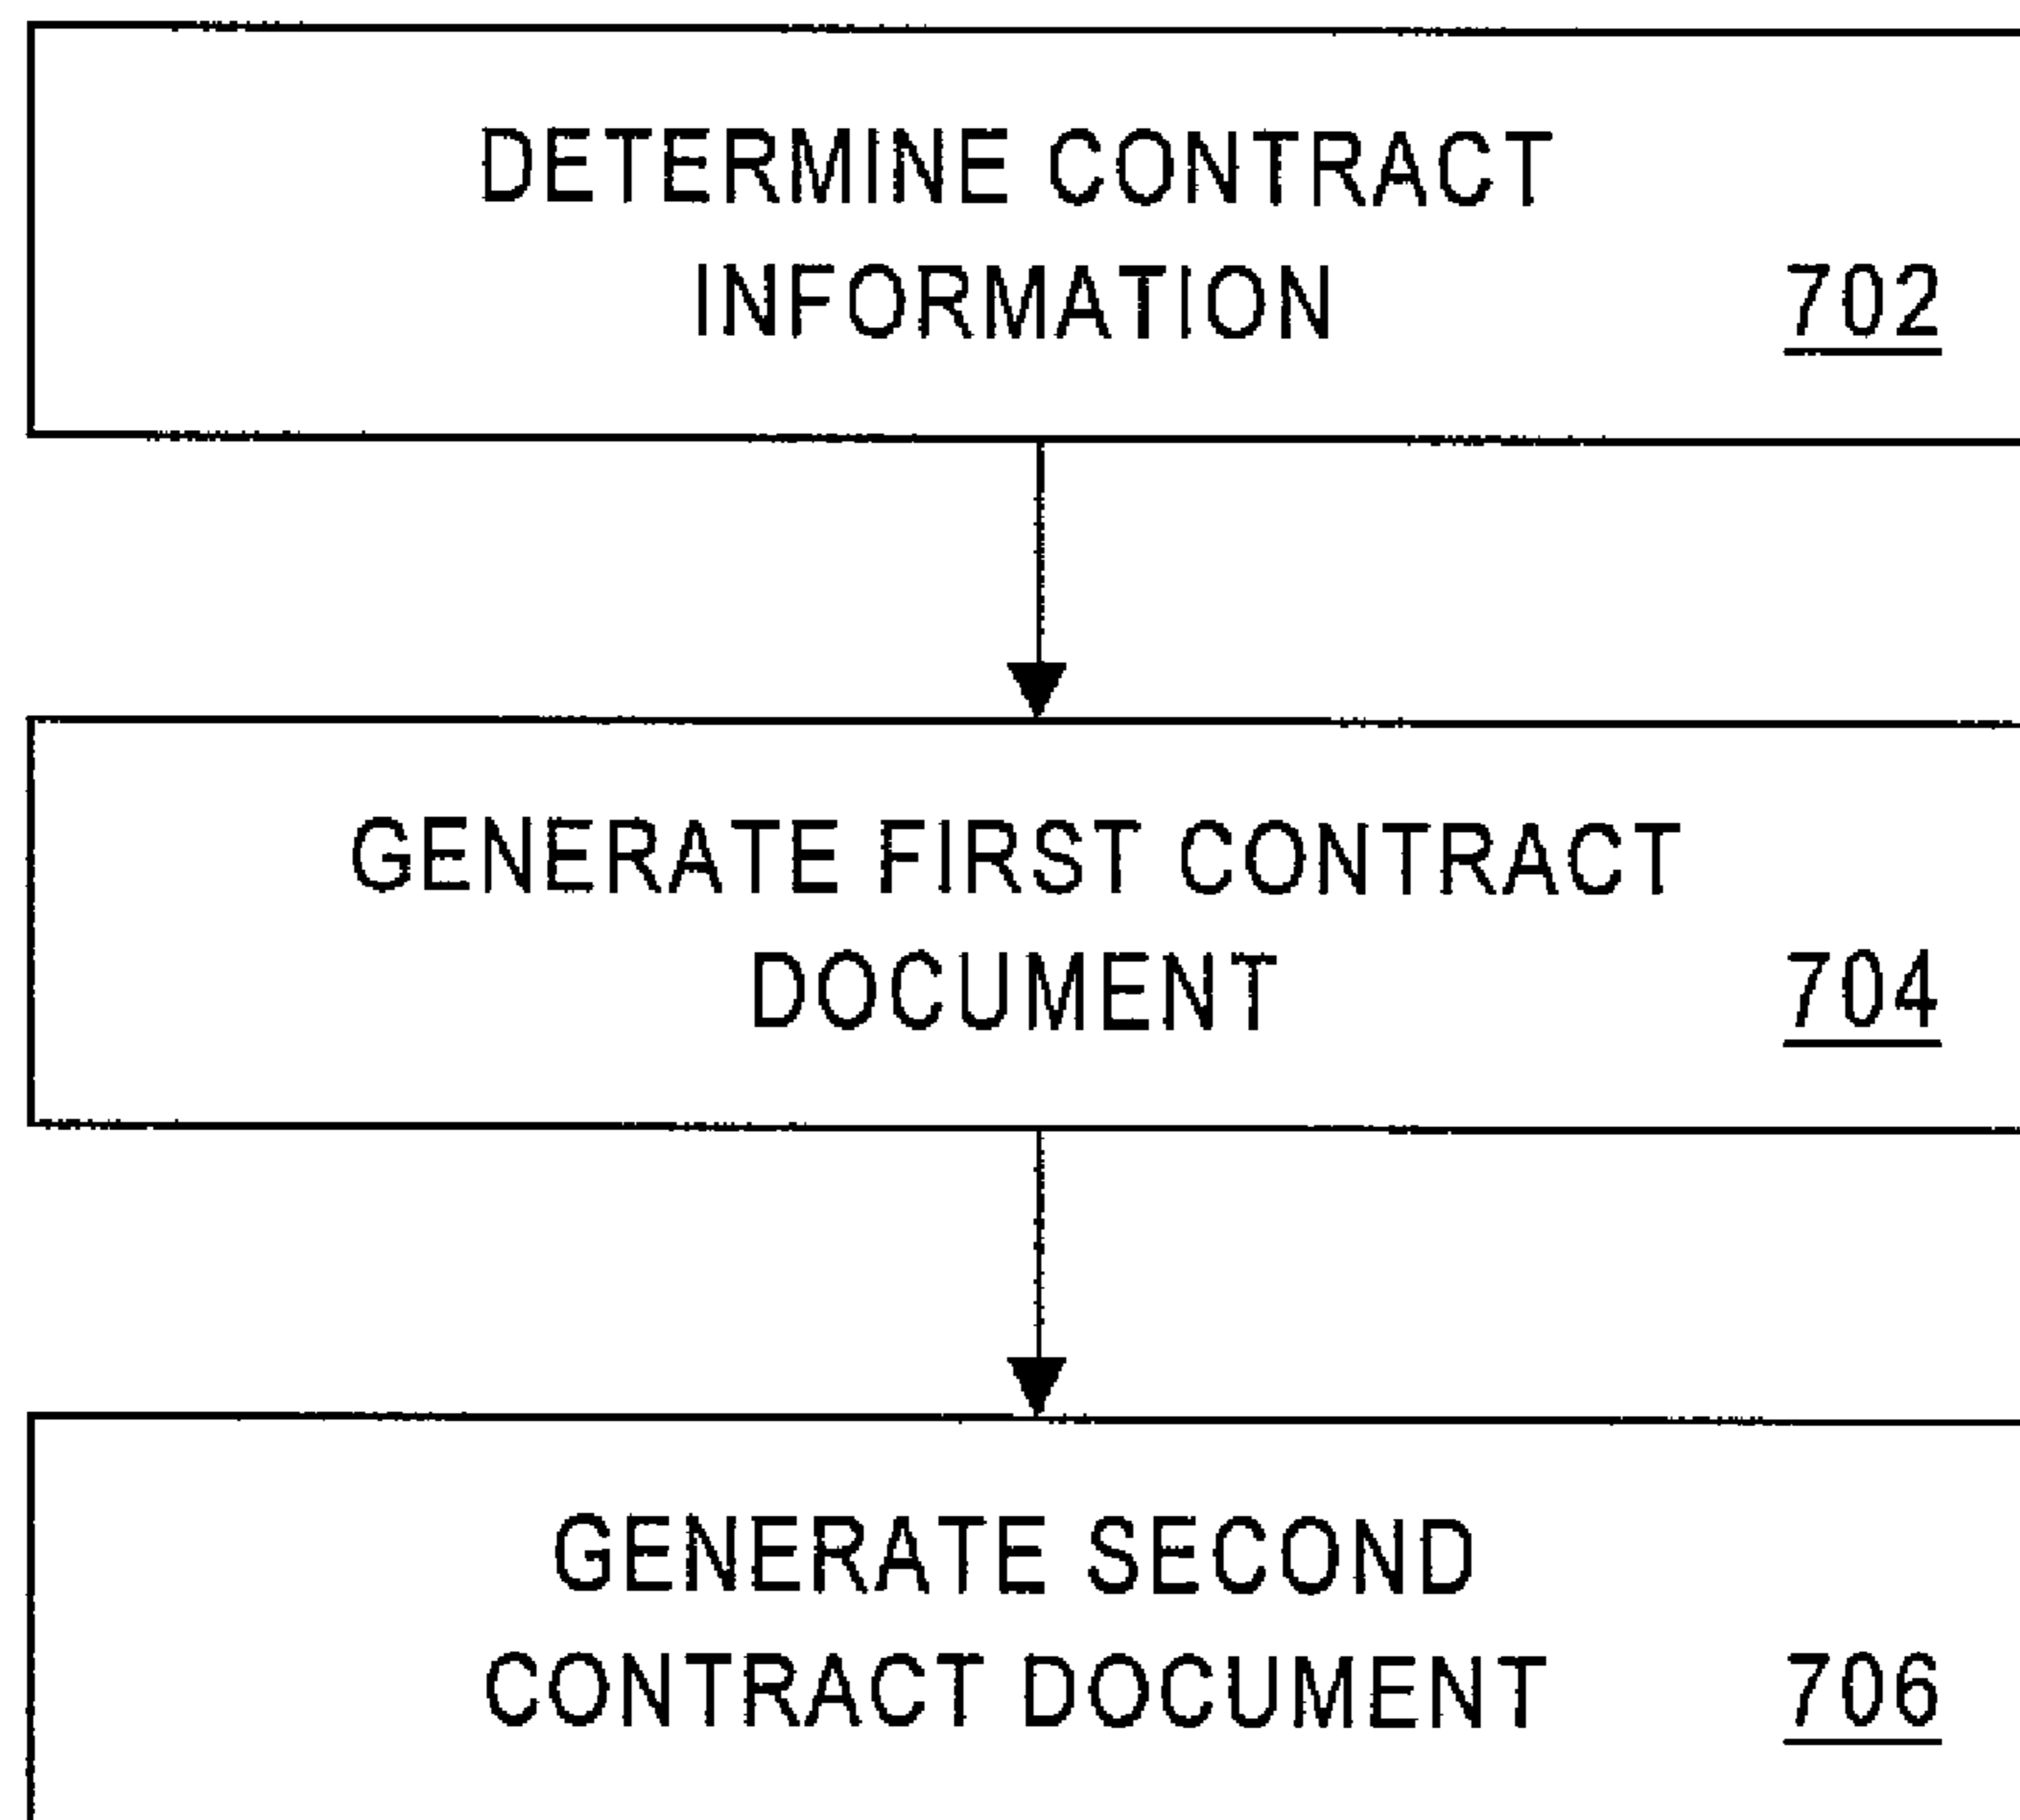 DETERMINE CONTRACT
INFORMATION 702
GENERATE FIRST CONTRACT
DOCUMENT 704
GENERATE SECOND
CONTRACT DOCUMENT 706